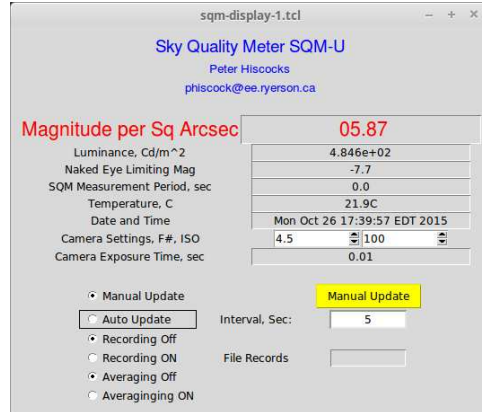 sqm-display-1.tcl
Sky Quality Meter SQM-U
Peter Hiscocks
phiscock@ee.ryerson.ca
Magnitude per Sq Arcsec 05.87
Luminance, Cd/m^2 4.846e+02
Naked Eye Limiting Mag -7.7
SQM Measurement Period, sec 0.0
Temperature, C 21.9C
Date and Time Mon Oct 26 17:39:57 EDT 2015
Camera Settings, F#, ISO 4.5 100
Camera Exposure Time, sec 0.01
Manual Update Manual Update
Auto Update Interval, Sec: 5
Recording Off
Recording ON File Records
Averaging Off
Averaginging ON